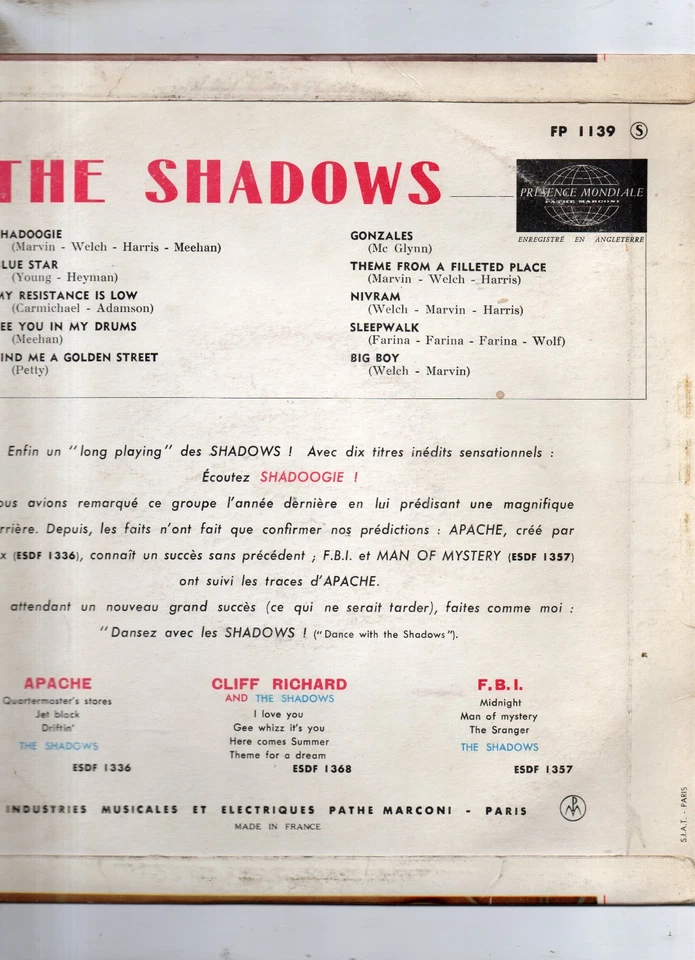 FP 1139 Ⓢ
THE SHADOWS
PRÉSENCE MONDIALE
PATHE MARCONI
ENREGISTRÉ EN ANGLETERRE
HADOOGIE
(Marvin - Welch - Harris - Meehan)
LUE STAR
(Young - Heyman)
MY RESISTANCE IS LOW
(Carmichael - Adamson)
EE YOU IN MY DRUMS
(Meehan)
IND ME A GOLDEN STREET
(Petty)
GONZALES
(Mc Glynn)
THEME FROM A FILLETED PLACE
(Marvin - Welch - Harris)
NIVRAM
(Welch - Marvin - Harris)
SLEEPWALK
(Farina - Farina - Farina - Wolf)
BIG BOY
(Welch - Marvin)
Enfin un "long playing" des SHADOWS ! Avec dix titres inédits sensationnels :
Écoutez SHADOOGIE !
ous avions remarqué ce groupe l'année dernière en lui prédisant une magnifique
rrière. Depuis, les faits n'ont fait que confirmer nos prédictions : APACHE, créé par
x (ESDF 1336), connaît un succès sans précédent ; F.B.I. et MAN OF MYSTERY (ESDF 1357)
ont suivi les traces d'APACHE.
attendant un nouveau grand succès (ce qui ne serait tarder), faites comme moi :
"Dansez avec les SHADOWS ! ("Dance with the Shadows").
APACHE
Quartermaster's stores
Jet black
Driftin'
THE SHADOWS
ESDF 1336
CLIFF RICHARD
AND THE SHADOWS
I love you
Gee whizz it's you
Here comes Summer
Theme for a dream
ESDF 1368
F.B.I.
Midnight
Man of mystery
The Sranger
THE SHADOWS
ESDF 1357
INDUSTRIES MUSICALES ET ELECTRIQUES PATHE MARCONI - PARIS
MADE IN FRANCE
S.I.A.T. - PARIS